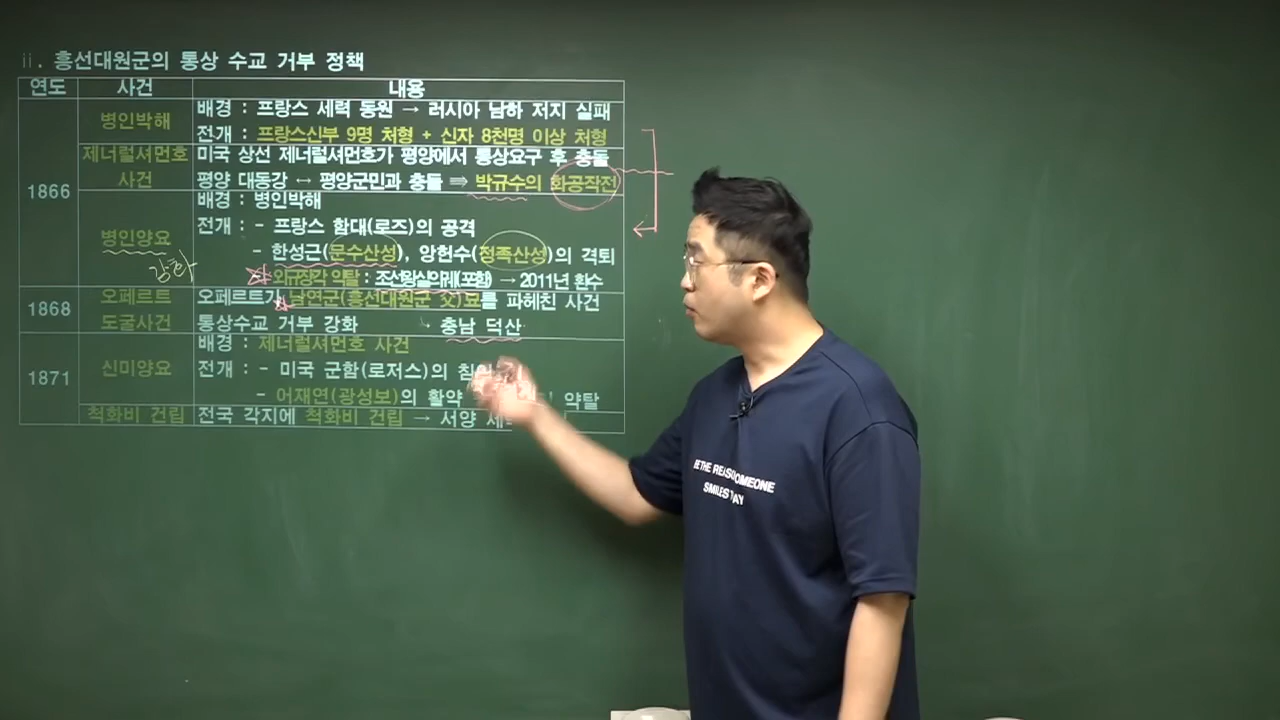 ⅱ. 흥선대원군의 통상 수교 거부 정책
연도 사건 내용
1866
병인박해
배경 : 프랑스 세력 동원 → 러시아 남하 저지 실패
전개 : 프랑스신부 9명 처형 + 신자 8천명 이상 처형
제너럴셔먼호
사건
미국 상선 제너럴셔먼호가 평양에서 통상요구 후 충돌
평양 대동강 ↔ 평양군민과 충돌 ⇒ 박규수의 화공작전
병인양요
강화
배경 : 병인박해
전개 : - 프랑스 함대(로즈)의 공격
- 한성근(문수산성), 양헌수(정족산성)의 격퇴
외규장각 약탈 : 조선왕실의궤(포함) → 2011년 환수
1868
오페르트
도굴사건
오페르트가 남연군(흥선대원군 父)묘를 파헤친 사건
통상수교 거부 강화
충남 덕산
1871
신미양요
배경 : 제너럴셔먼호 사건
전개 : - 미국 군함(로저스)의
- 어재연(광성보)의 활약 약탈
척화비 건립
전국 각지에 척화비 건립 → 서양
BE THE REASON
SOMEONE
SMILES